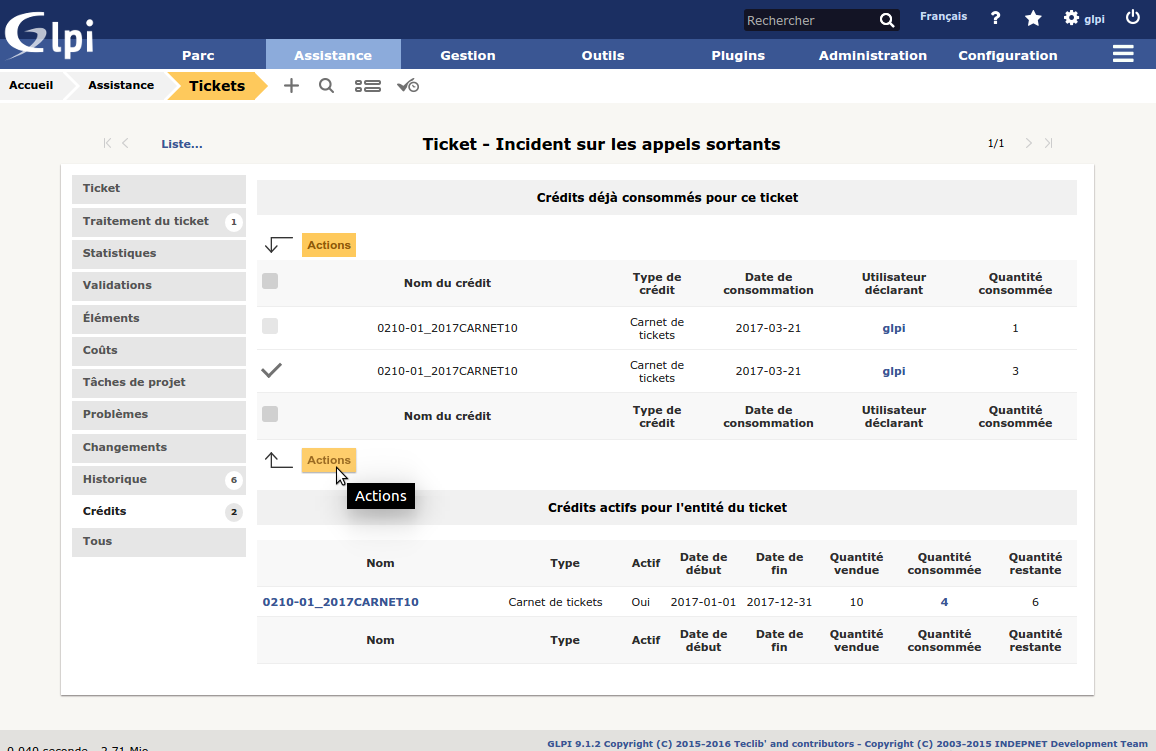 Glpi
Rechercher
Français
?
glpi
Parc
Assistance
Gestion
Outils
Plugins
Administration
Configuration
Accueil
Assistance
Tickets
Liste...
Ticket - Incident sur les appels sortants
1/1
Ticket
Traitement du ticket 1
Statistiques
Validations
Éléments
Coûts
Tâches de projet
Problèmes
Changements
Historique 6
Crédits 2
Tous
Crédits déjà consommés pour ce ticket
Actions
Nom du crédit
Type de
crédit
Date de
consommation
Utilisateur
déclarant
Quantité
consommée
0210-01_2017CARNET10
Carnet de
tickets
2017-03-21
glpi
1
0210-01_2017CARNET10
Carnet de
tickets
2017-03-21
glpi
3
Nom du crédit
Type de
crédit
Date de
consommation
Utilisateur
déclarant
Quantité
consommée
Actions
Actions
Crédits actifs pour l'entité du ticket
Nom
Type
Actif
Date de
début
Date de
fin
Quantité
vendue
Quantité
consommée
Quantité
restante
0210-01_2017CARNET10
Carnet de tickets
Oui
2017-01-01
2017-12-31
10
4
6
Nom
Type
Actif
Date de
début
Date de
fin
Quantité
vendue
Quantité
consommée
Quantité
restante
0.040 seconde - 2.71 Mio
GLPI 9.1.2 Copyright (C) 2015-2016 Teclib' and contributors - Copyright (C) 2003-2015 INDEPNET Development Team